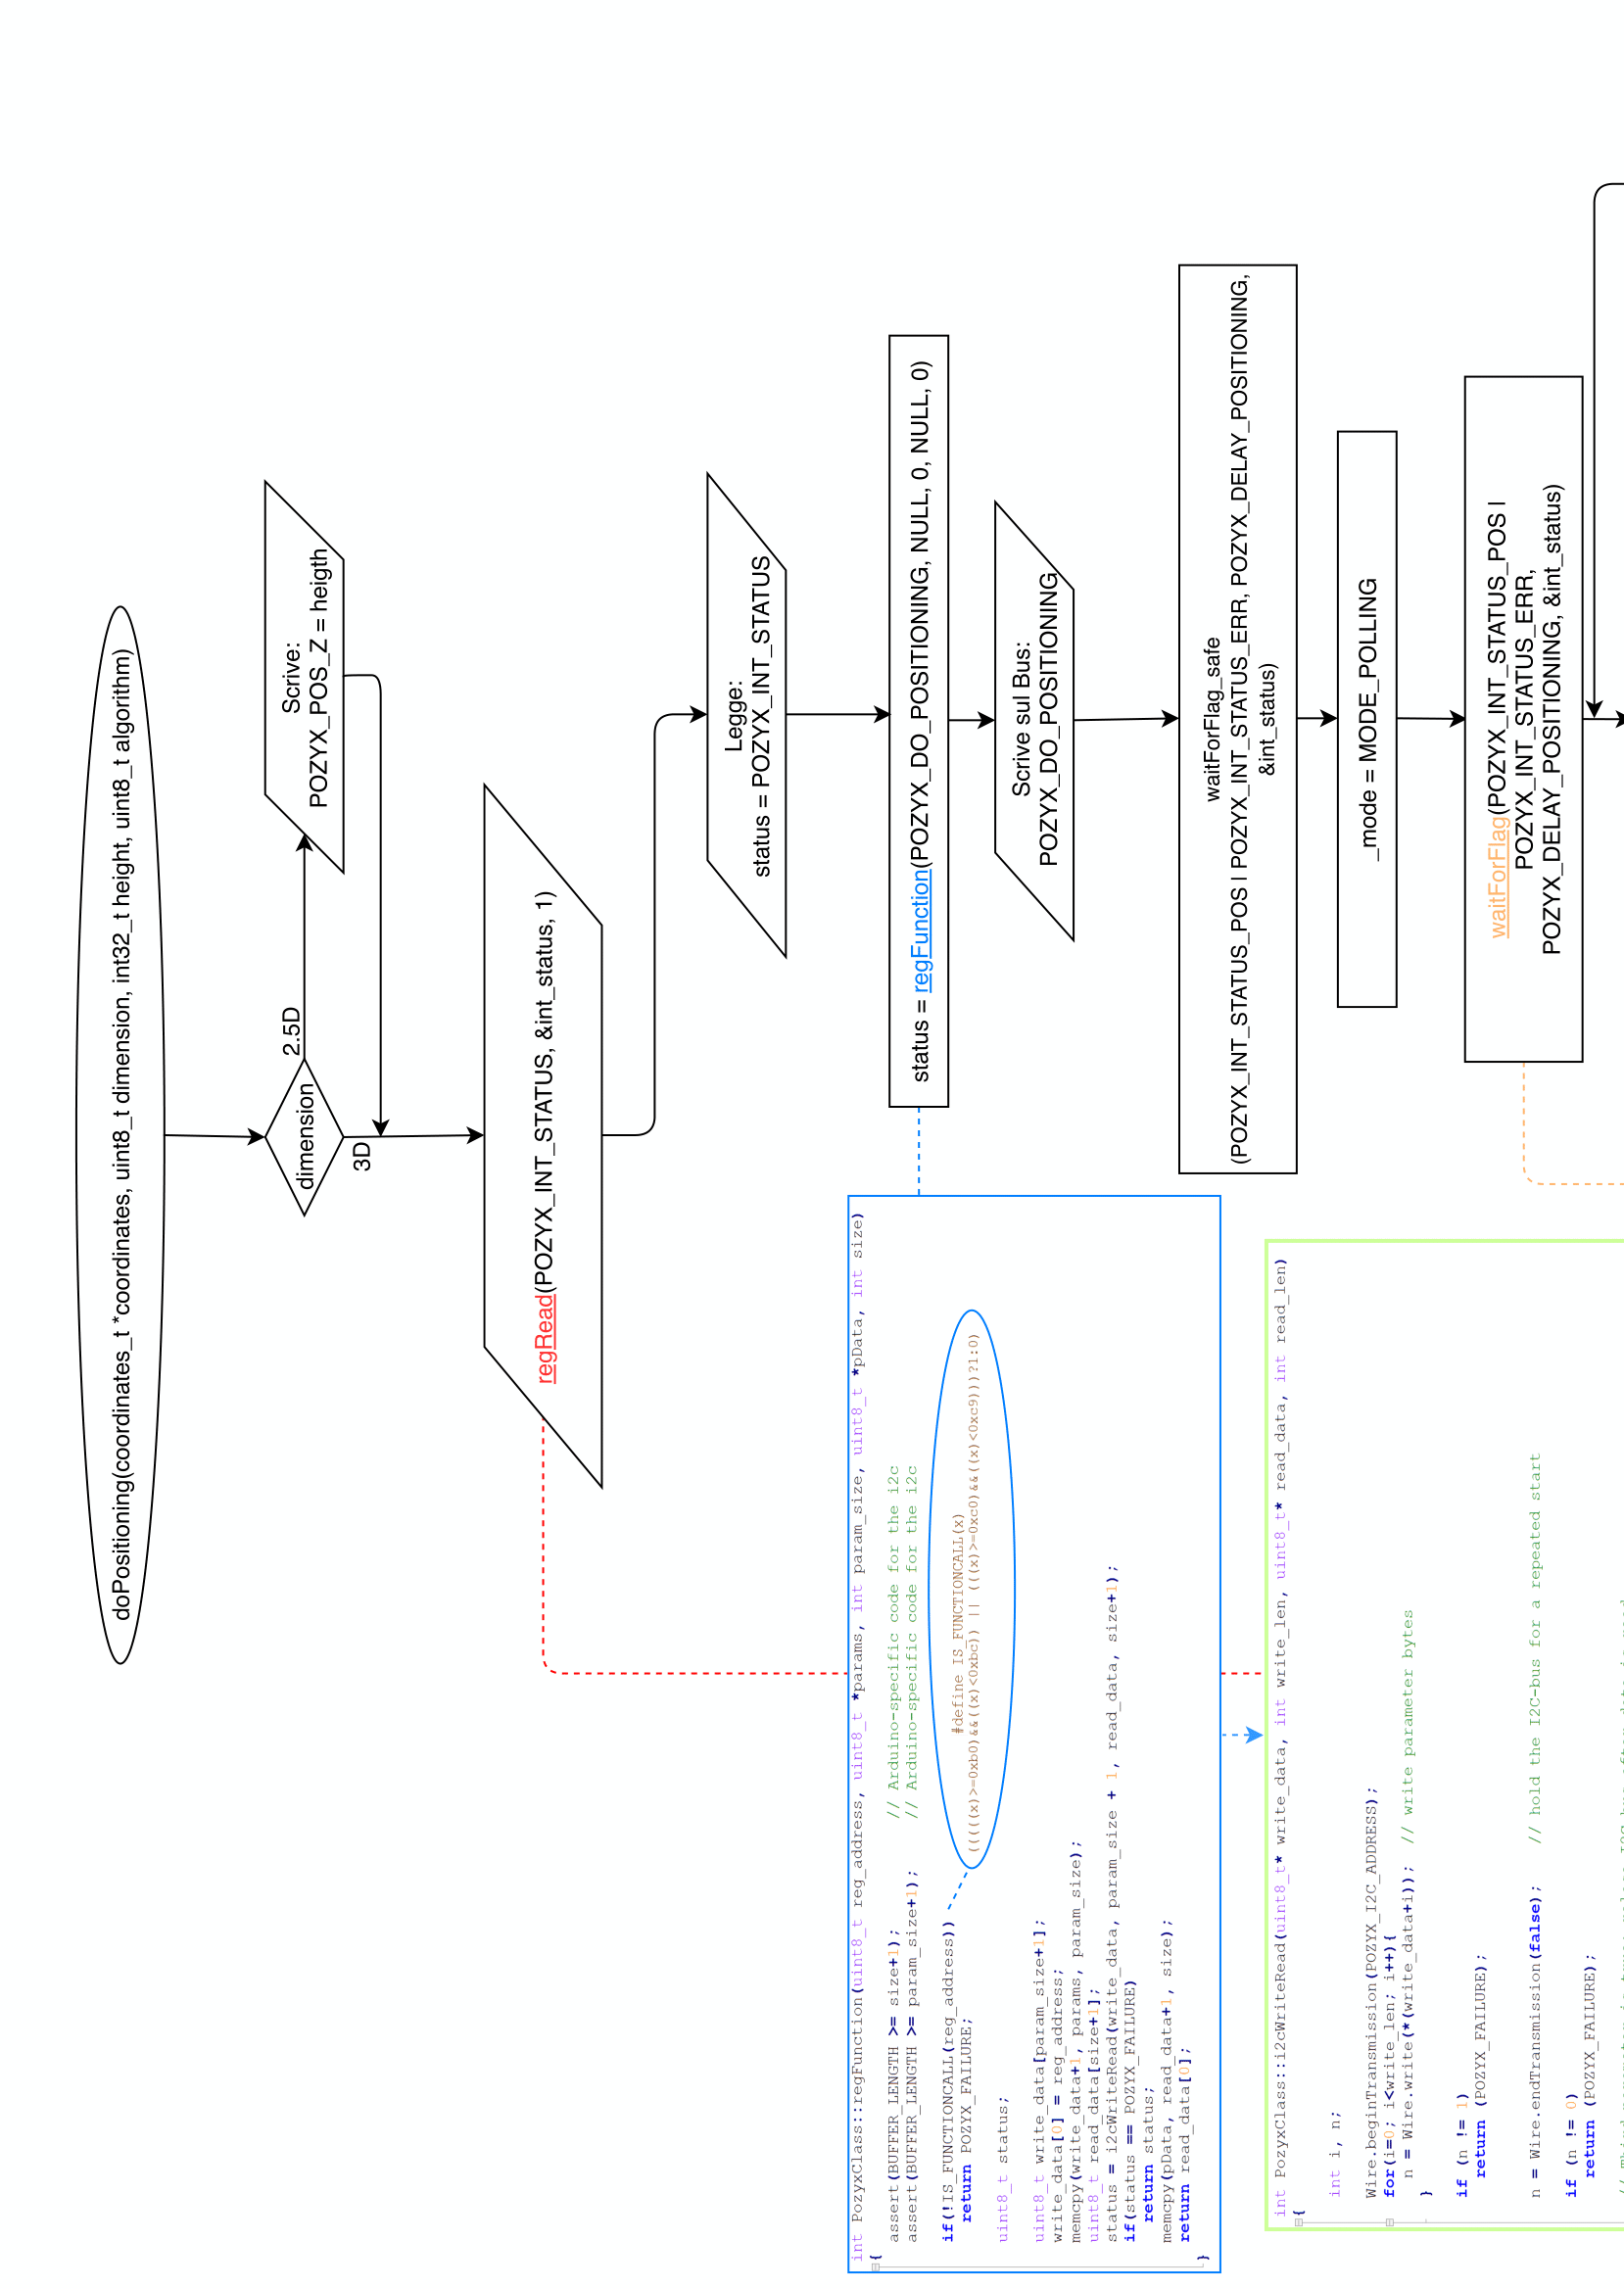 doPositioning(coordinates_t *coordinates, uint8_t dimension, int32_t height, uint8_t algorithm)
dimension
2.5D
3D
Scrive:
POZYX_POS_Z = heigth
regRead(POZYX_INT_STATUS, &int_status, 1)
Legge:
status = POZYX_INT_STATUS
status = regFunction(POZYX_DO_POSITIONING, NULL, 0, NULL, 0)
Scrive sul Bus:
POZYX_DO_POSITIONING
waitForFlag_safe
(POZYX_INT_STATUS_POS | POZYX_INT_STATUS_ERR, POZYX_DELAY_POSITIONING,
&int_status)
_mode = MODE_POLLING
waitForFlag(POZYX_INT_STATUS_POS |
POZYX_INT_STATUS_ERR,
POZYX_DELAY_POSITIONING, &int_status)
int PozyxClass::regFunction(uint8_t reg_address, uint8_t *params, int param_size, uint8_t *pData, int size)
{
assert(BUFFER_LENGTH >= size+1); // Arduino-specific code for the i2c
assert(BUFFER_LENGTH >= param_size+1); // Arduino-specific code for the i2c
if(!IS_FUNCTIONCALL(reg_address))
return POZYX_FAILURE;
#define IS_FUNCTIONCALL(x)
(((((x)>=0xb0)&&((x)<0xbc)) || (((x)>=0xc0)&&((x)<0xc9)))?1:0)
uint8_t status;
uint8_t write_data[param_size+1];
write_data[0] = reg_address;
memcpy(write_data+1, params, param_size);
uint8_t read_data[size+1];
status = i2cWriteRead(write_data, param_size + 1, read_data, size+1);
if(status == POZYX_FAILURE)
return status;
memcpy(pData, read_data+1, size);
return read_data[0];
}
int PozyxClass::i2cWriteRead(uint8_t* write_data, int write_len, uint8_t* read_data, int read_len)
{
int i, n;
Wire.beginTransmission(POZYX_I2C_ADDRESS);
for(i=0; i<write_len; i++){
n = Wire.write(*(write_data+i)); // write parameter bytes
}
if (n != 1)
return (POZYX_FAILURE);
n = Wire.endTransmission(false); // hold the I2C-bus for a repeated start
if (n != 0)
return (POZYX_FAILURE);